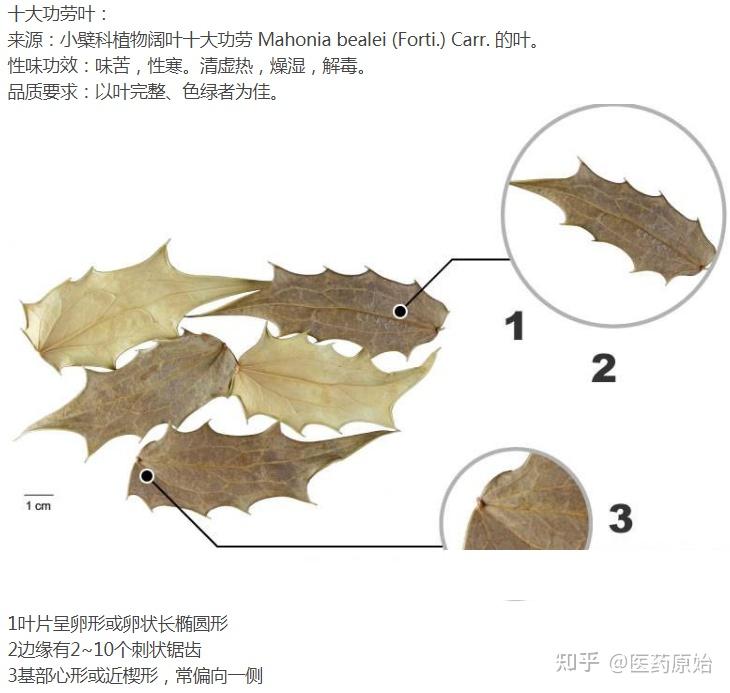 十大功劳叶：
来源：小檗科植物阔叶十大功劳 Mahonia bealei (Forti.) Carr. 的叶。
性味功效：味苦，性寒。清虚热，燥湿，解毒。
品质要求：以叶完整、色绿者为佳。
1
2
3
1 cm
1叶片呈卵形或卵状长椭圆形
2边缘有2~10个刺状锯齿
3基部心形或近楔形，常偏向一侧
知乎 @医药原始